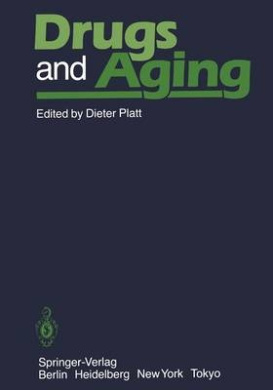 Drugs
and Aging
Edited by Dieter Platt
Springer-Verlag
Berlin Heidelberg New York Tokyo